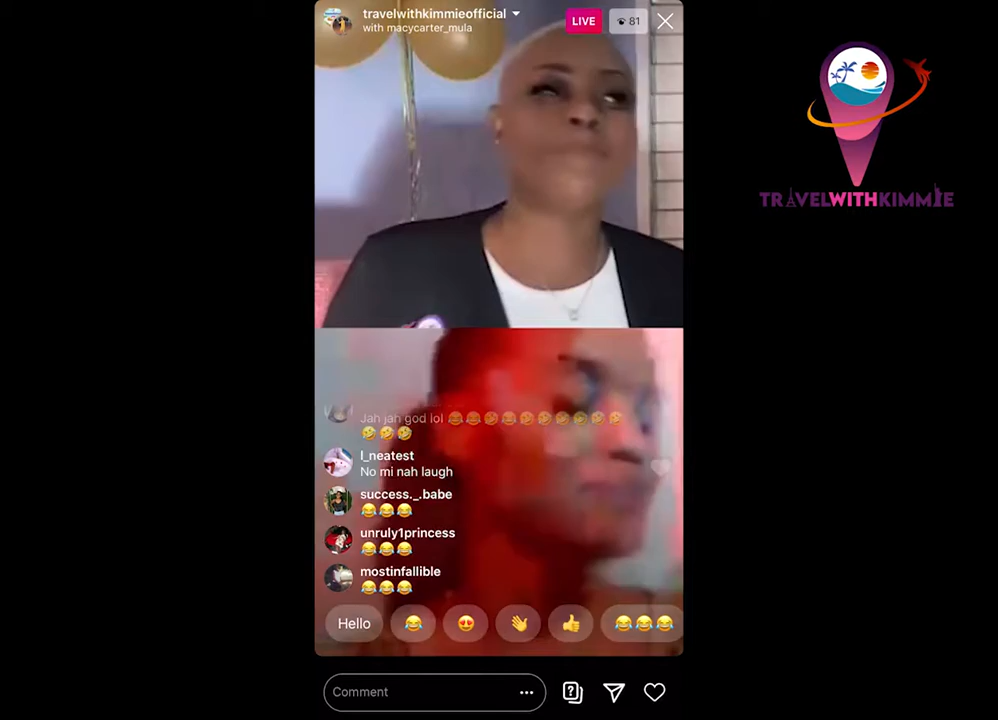 travelwithkimmieofficial
with macycarter_mula
LIVE
81
TRAVELWITHKIMMIE
Jah jah god lol 😂😂🤣😂🤣🤣🤣🤣🤣🤣
🤣🤣🤣
l_neatest
No mi nah laugh
success._.babe
😂😂😂
unruly1princess
😂😂😂
mostinfallible
😂😂😂
Hello 😂 😍 👋 👍 😂😂😂
Comment